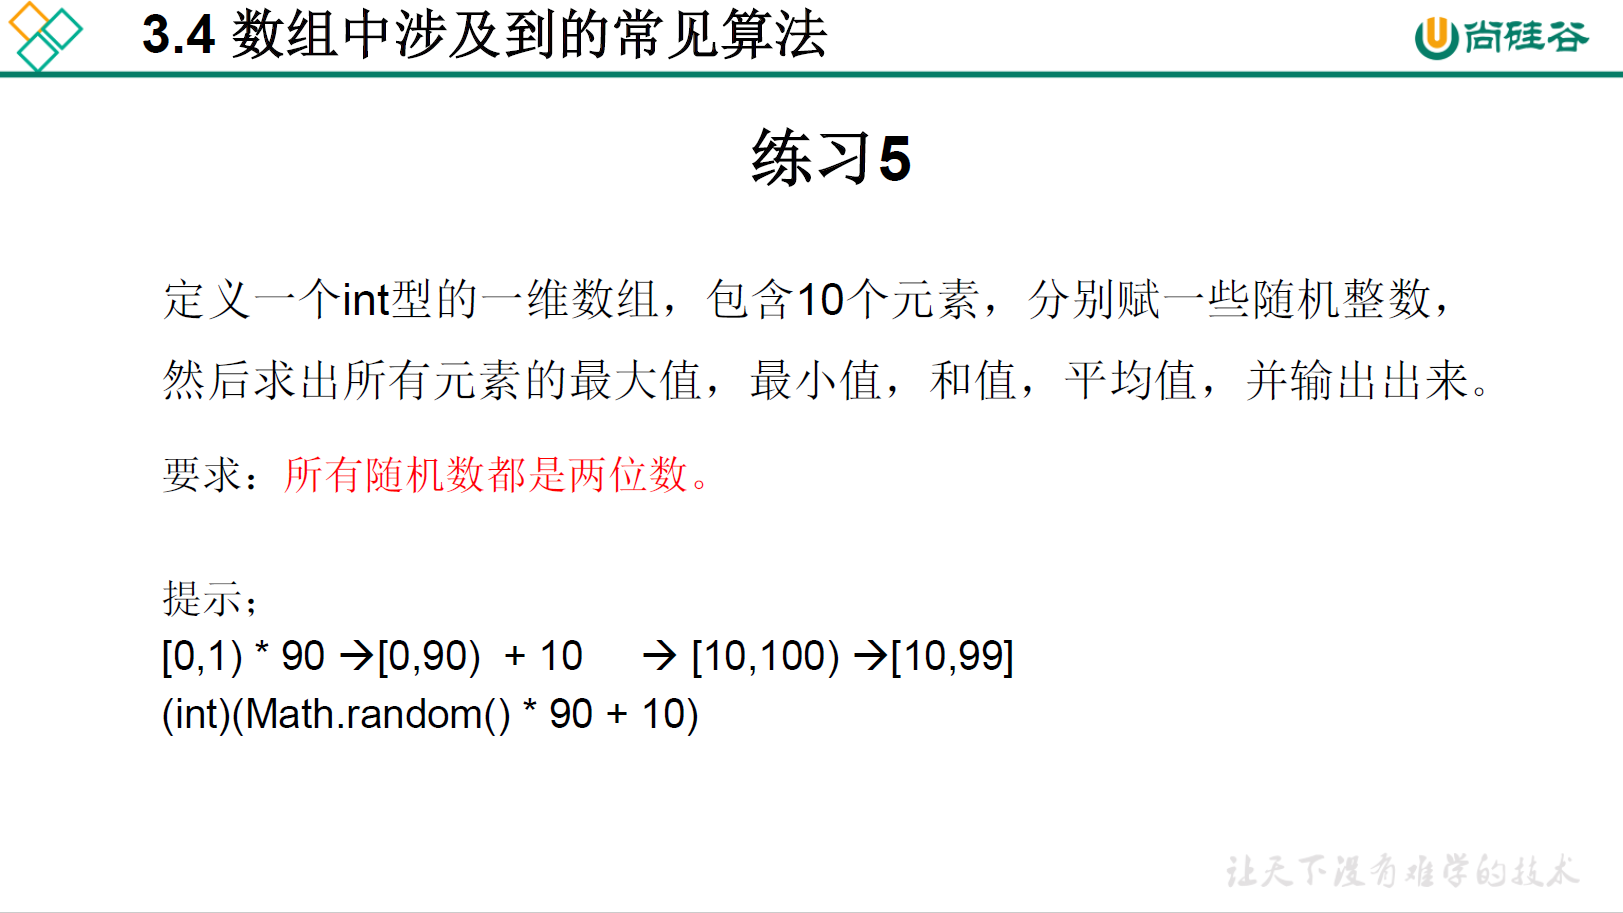 3.4 数组中涉及到的常见算法
尚硅谷
练习5
定义一个int型的一维数组，包含10个元素，分别赋一些随机整数，
然后求出所有元素的最大值，最小值，和值，平均值，并输出出来。
要求：所有随机数都是两位数。
提示；
[0,1) * 90 →[0,90) + 10 → [10,100) →[10,99]
(int)(Math.random() * 90 + 10)
让天下没有难学的技术